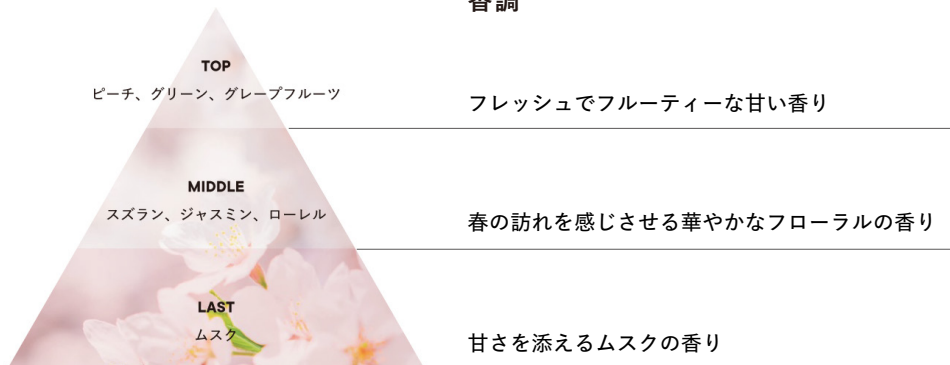 香調
TOP
ピーチ、グリーン、グレープフルーツ
フレッシュでフルーティーな甘い香り
MIDDLE
スズラン、ジャスミン、ローレル
春の訪れを感じさせる華やかなフローラルの香り
LAST
ムスク
甘さを添えるムスクの香り